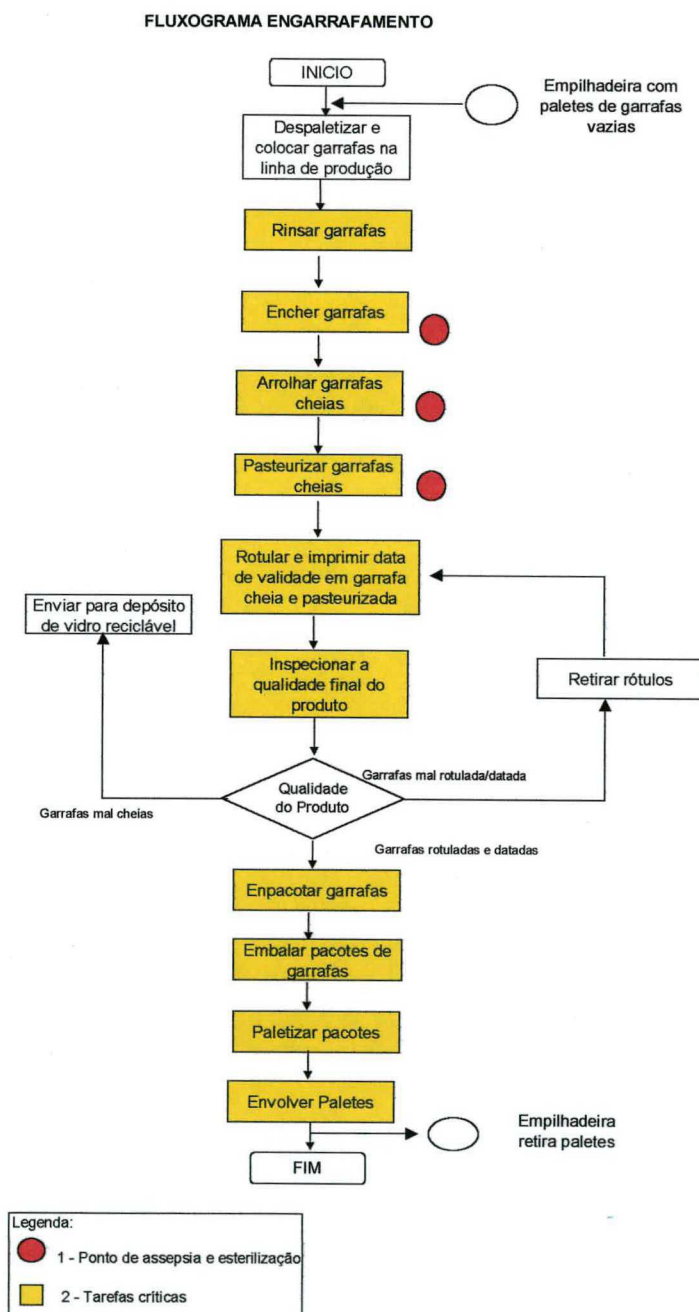 FLUXOGRAMA ENGARRAFAMENTO
INICIO
Empilhadeira com
paletes de garrafas
vazias
Despaletizar e
colocar garrafas na
linha de produção
Rinsar garrafas
Encher garrafas
Arrolhar garrafas
cheias
Pasteurizar garrafas
cheias
Rotular e imprimir data
de validade em garrafa
cheia e pasteurizada
Enviar para depósito
de vidro reciclável
Inspecionar a
qualidade final do
produto
Retirar rótulos
Qualidade
do Produto
Garrafas mal rotulada/datada
Garrafas mal cheias
Garrafas rotuladas e datadas
Enpacotar garrafas
Embalar pacotes de
garrafas
Paletizar pacotes
Envolver Paletes
Empilhadeira
retira paletes
FIM
Legenda:
1 - Ponto de assepsia e esterilização
2 - Tarefas críticas